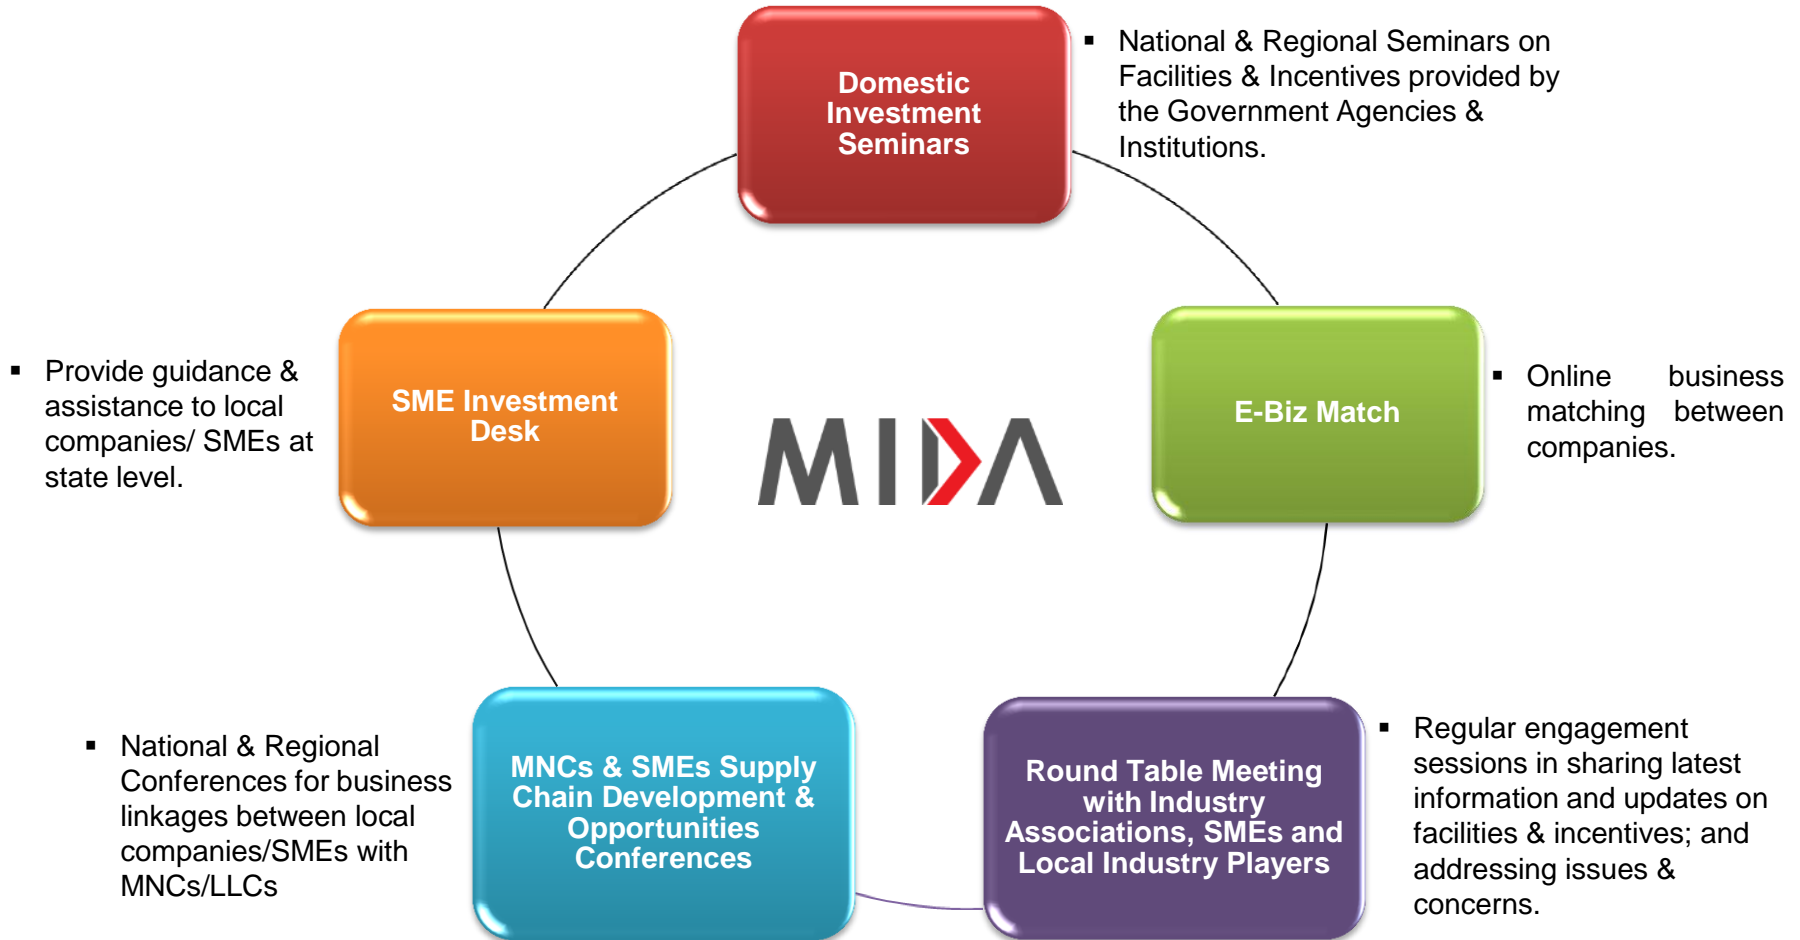 Domestic
Investment
Seminars
▪ National & Regional Seminars on
Facilities & Incentives provided by
the Government Agencies &
Institutions.
E-Biz Match
▪ Online business
matching between
companies.
Round Table Meeting
with Industry
Associations, SMEs and
Local Industry Players
▪ Regular engagement
sessions in sharing latest
information and updates on
facilities & incentives; and
addressing issues &
concerns.
MNCs & SMEs Supply
Chain Development &
Opportunities
Conferences
▪ National & Regional
Conferences for business
linkages between local
companies/SMEs with
MNCs/LLCs
SME Investment
Desk
▪ Provide guidance &
assistance to local
companies/ SMEs at
state level.
MIDA